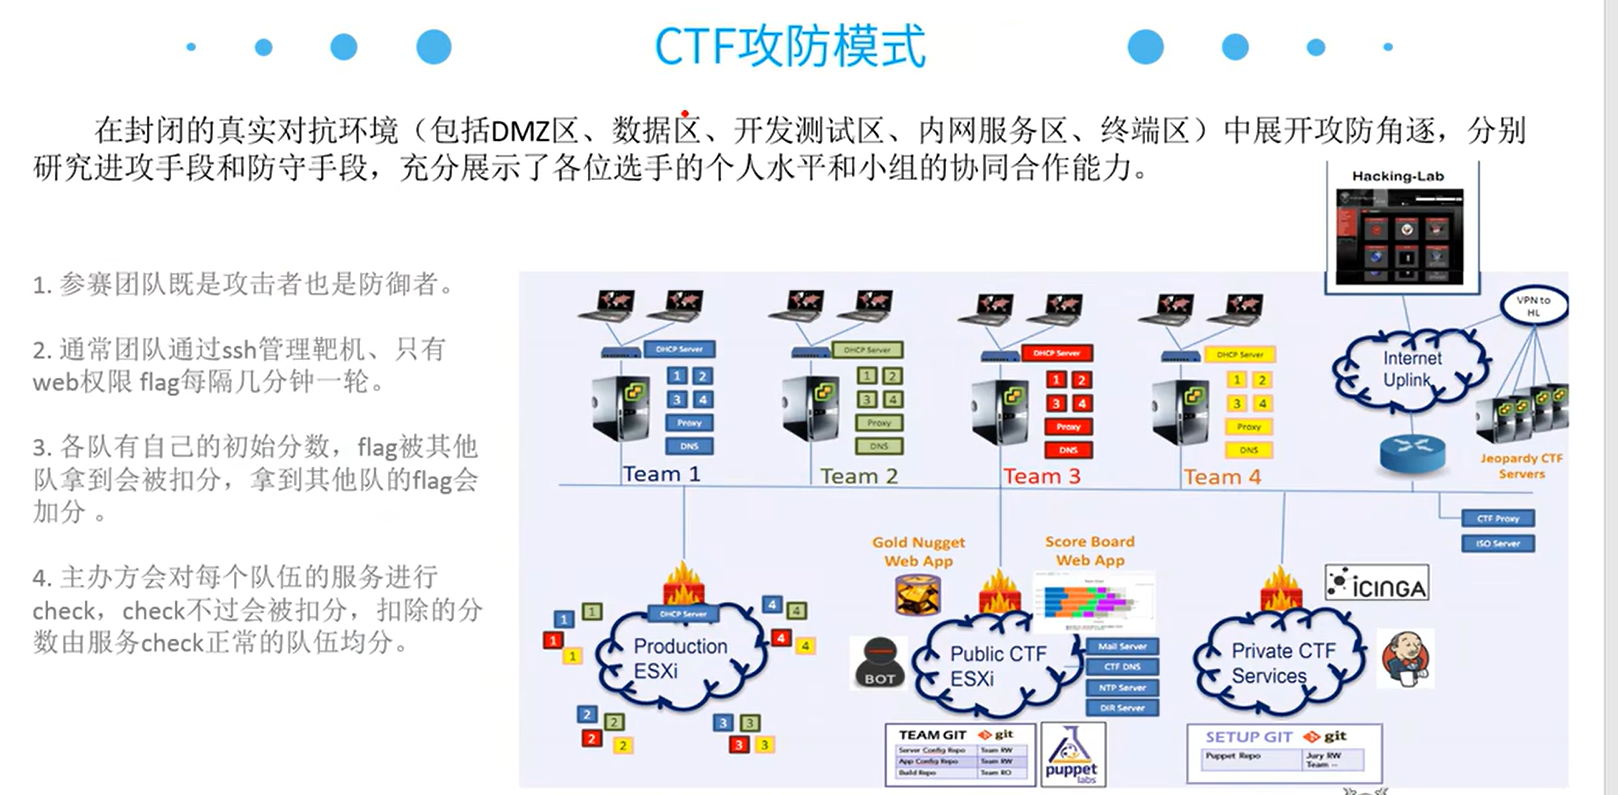 CTF攻防模式
在封闭的真实对抗环境（包括DMZ区、数据区、开发测试区、内网服务区、终端区）中展开攻防角逐，分别
研究进攻手段和防守手段，充分展示了各位选手的个人水平和小组的协同合作能力。
1. 参赛团队既是攻击者也是防御者。
2. 通常团队通过ssh管理靶机、只有
web权限 flag每隔几分钟一轮。
3. 各队有自己的初始分数，flag被其他
队拿到会被扣分，拿到其他队的flag会
加分 。
4. 主办方会对每个队伍的服务进行
check，check不过会被扣分，扣除的分
数由服务check正常的队伍均分。
Hacking-Lab
VPN to
HL
Internet
Uplink
Jeopardy CTF
Servers
CTF Proxy
ISO Server
DHCP Server
1 2
3 4
Proxy
DNS
Team 1
DHCP Server
1 2
3 4
Proxy
DNS
Team 2
DHCP Server
1 2
3 4
Proxy
DNS
Team 3
DHCP Server
1 2
3 4
Proxy
DNS
Team 4
DHCP Server
Production
ESXi
1 1
1 1
4 4
4 4
2 2
2 2
3 3
3 3
Gold Nugget
Web App
Score Board
Web App
BOT
Public CTF
ESXi
Mail Server
CTF DNS
NTP Server
DIR Server
TEAM GIT git
Server Config Repo Team RW
App Config Repo Team RW
Build Repo Team RO
puppet
labs
ICINGA
Private CTF
Services
SETUP GIT git
Puppet Repo Jury RW
Team --